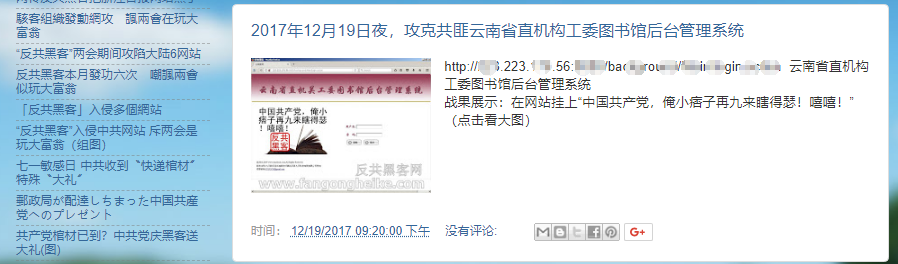 駭客組織發動網攻 諷兩會在玩大
富翁
“反共黑客”两会期间攻陷大陆6网站
反共黑客本月發功六次 嘲諷兩會
似玩大富翁
「反共黑客」入侵多個網站
“反共黑客”入侵中共网站 斥两会是
玩大富翁（组图）
七一敏感日 中共收到〝快递棺材〞
特殊〝大礼〞
郵政局が配達しちまった中国共産
党へのプレゼント
共产党棺材已到？中共党庆黑客送
大礼(图)
2017年12月19日夜，攻克共匪云南省直机构工委图书馆后台管理系统
云南省直机关工委图书馆后台管理系统
中国共产党，俺小
痞子再九来瞎得瑟
！嘻嘻！
反共
黑客
反共黑客网
www.fangongheike.com
http:// .223.1 .56: /bac 云南省直机构
工委图书馆后台管理系统
战果展示：在网站挂上“中国共产党，俺小痞子再九来瞎得瑟！嘻嘻！”
（点击看大图）
时间： 12/19/2017 09:20:00 下午 没有评论:
G+1